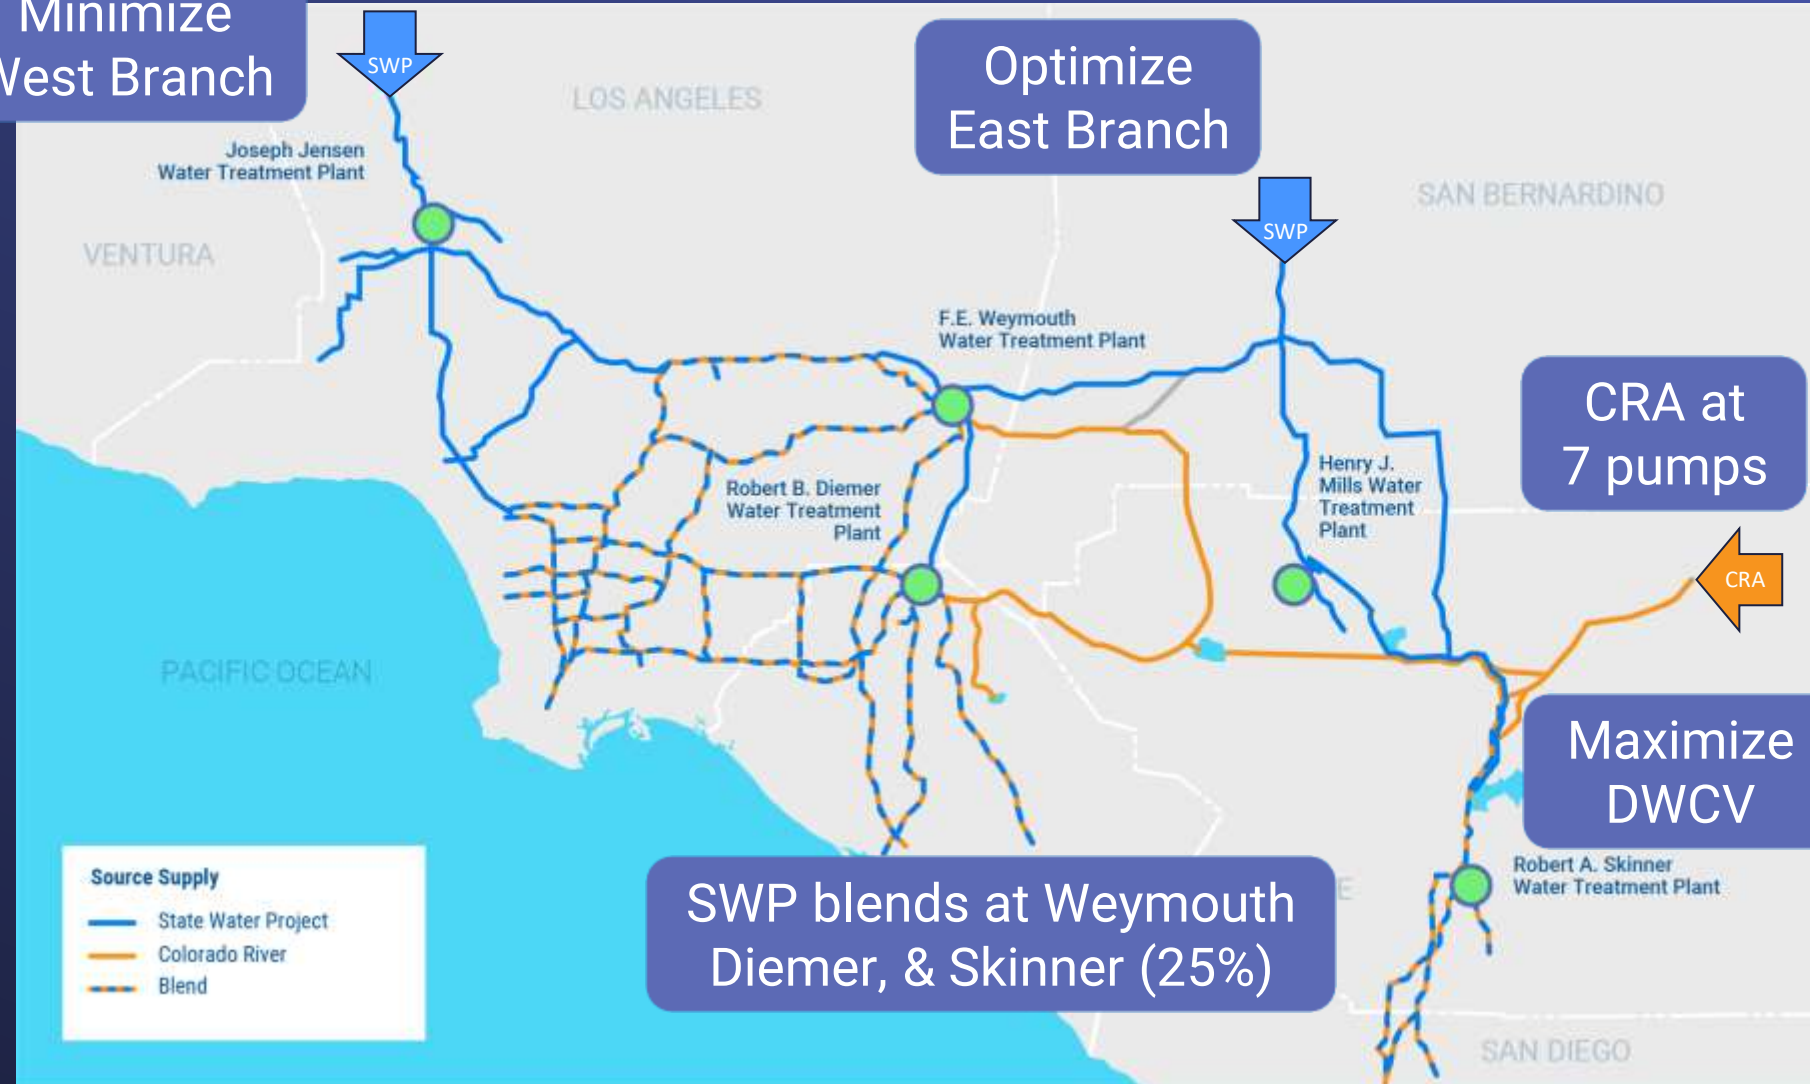 Minimize
West Branch
SWP
LOS ANGELES
Optimize
East Branch
Joseph Jensen
Water Treatment Plant
SAN BERNARDINO
SWP
VENTURA
F.E. Weymouth
Water Treatment Plant
CRA at
7 pumps
Henry J.
Mills Water
Treatment
Plant
Robert B. Diemer
Water Treatment
Plant
CRA
PACIFIC OCEAN
Maximize
DWCV
Robert A. Skinner
Water Treatment Plant
SWP blends at Weymouth
Diemer, & Skinner (25%)
Source Supply
State Water Project
Colorado River
Blend
SAN DIEGO